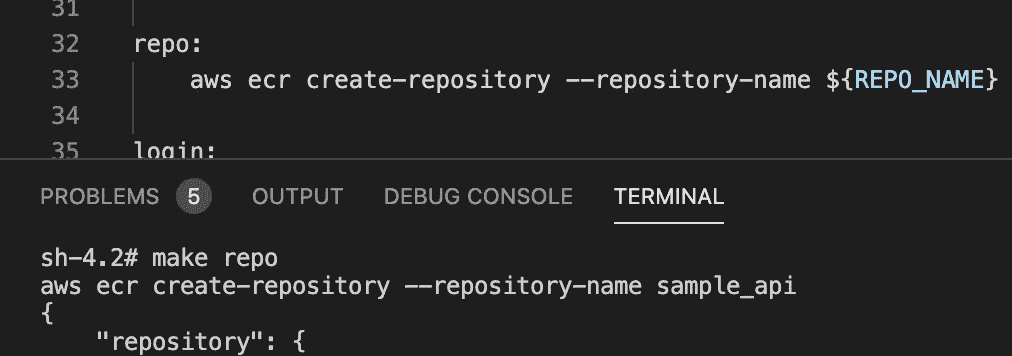 31
32 repo:
33     aws ecr create-repository --repository-name ${REPO_NAME}
34
35 login:
PROBLEMS 5 OUTPUT DEBUG CONSOLE TERMINAL
sh-4.2# make repo
aws ecr create-repository --repository-name sample_api
{
    "repository": {